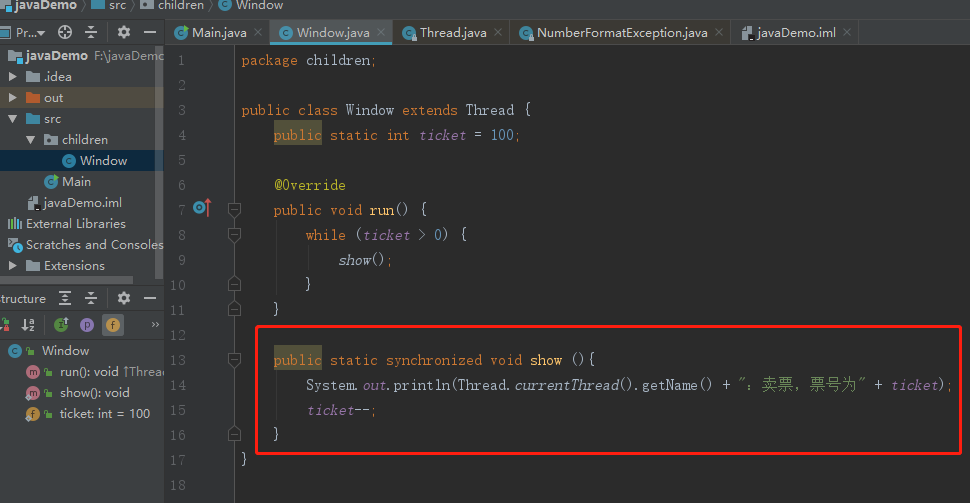 javaDemo src children Window
Pr... Main.java Window.java Thread.java NumberFormatException.java javaDemo.iml
javaDemo F:\javaDemo
.idea
out
src
children
Window
Main
javaDemo.iml
External Libraries
Scratches and Consoles
Extensions
structure
Window
run(): void ↑Thread
show(): void
ticket: int = 100
1 package children;
2
3 public class Window extends Thread {
4 public static int ticket = 100;
5
6 @Override
7 public void run() {
8 while (ticket > 0) {
9 show();
10 }
11 }
12
13 public static synchronized void show (){
14 System.out.println(Thread.currentThread().getName() + ": 卖票，票号为" + ticket);
15 ticket--;
16 }
17 }
18